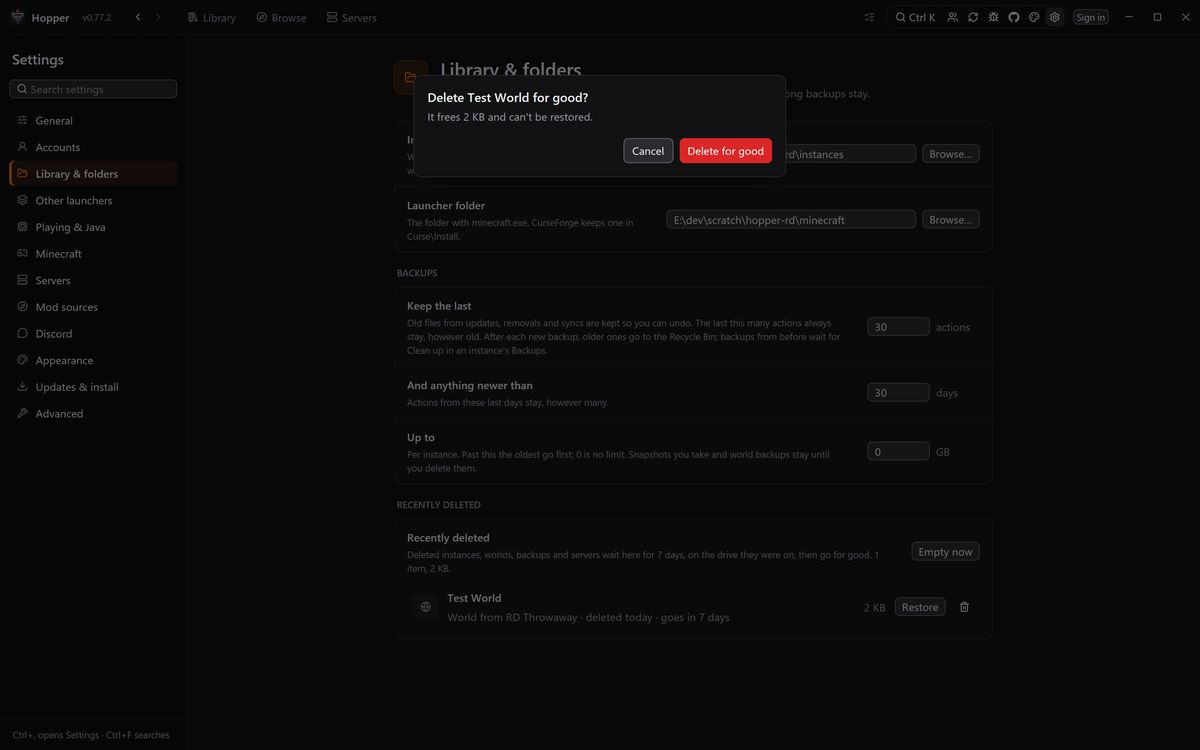 Hopper v0.77.2 Library Browse Servers Ctrl K Sign in
Settings
Search settings
General
Accounts
Library & folders
Other launchers
Playing & Java
Minecraft
Servers
Mod sources
Discord
Appearance
Updates & install
Advanced
Ctrl+, opens Settings · Ctrl+F searches
Library & folders
ong backups stay.
Delete Test World for good?
It frees 2 KB and can't be restored.
Cancel Delete for good
rd\instances Browse...
Launcher folder
The folder with minecraft.exe. CurseForge keeps one in
Curse\Install.
E:\dev\scratch\hopper-rd\minecraft Browse...
BACKUPS
Keep the last
Old files from updates, removals and syncs are kept so you can undo. The last this many actions always
stay, however old. After each new backup, older ones go to the Recycle Bin; backups from before wait for
Clean up in an instance's Backups.
30 actions
And anything newer than
Actions from these last days stay, however many.
30 days
Up to
Per instance. Past this the oldest go first; 0 is no limit. Snapshots you take and world backups stay until
you delete them.
0 GB
RECENTLY DELETED
Recently deleted
Deleted instances, worlds, backups and servers wait here for 7 days, on the drive they were on, then go for good. 1
item, 2 KB.
Empty now
Test World
World from RD Throwaway · deleted today · goes in 7 days
2 KB Restore